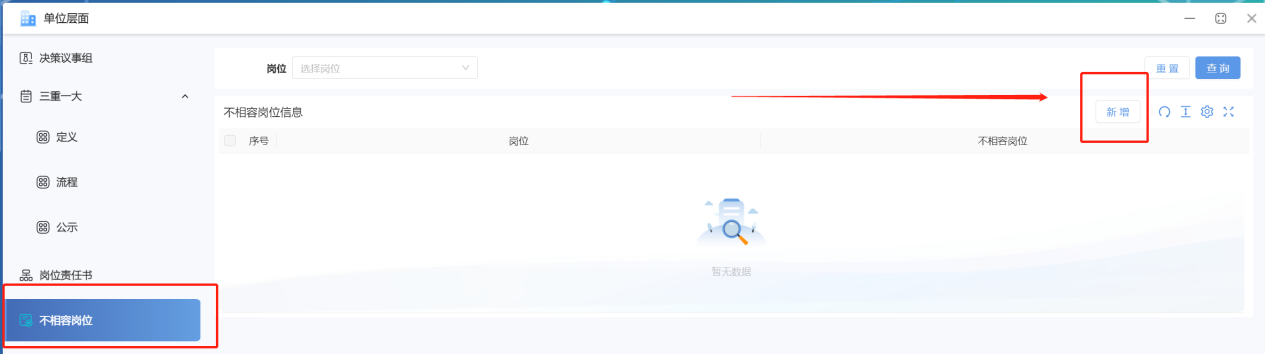 单位层面
决策议事组
三重一大
定义
流程
公示
岗位责任书
不相容岗位
岗位 选择岗位
重置 查询
不相容岗位信息
新增
序号 岗位 不相容岗位
暂无数据